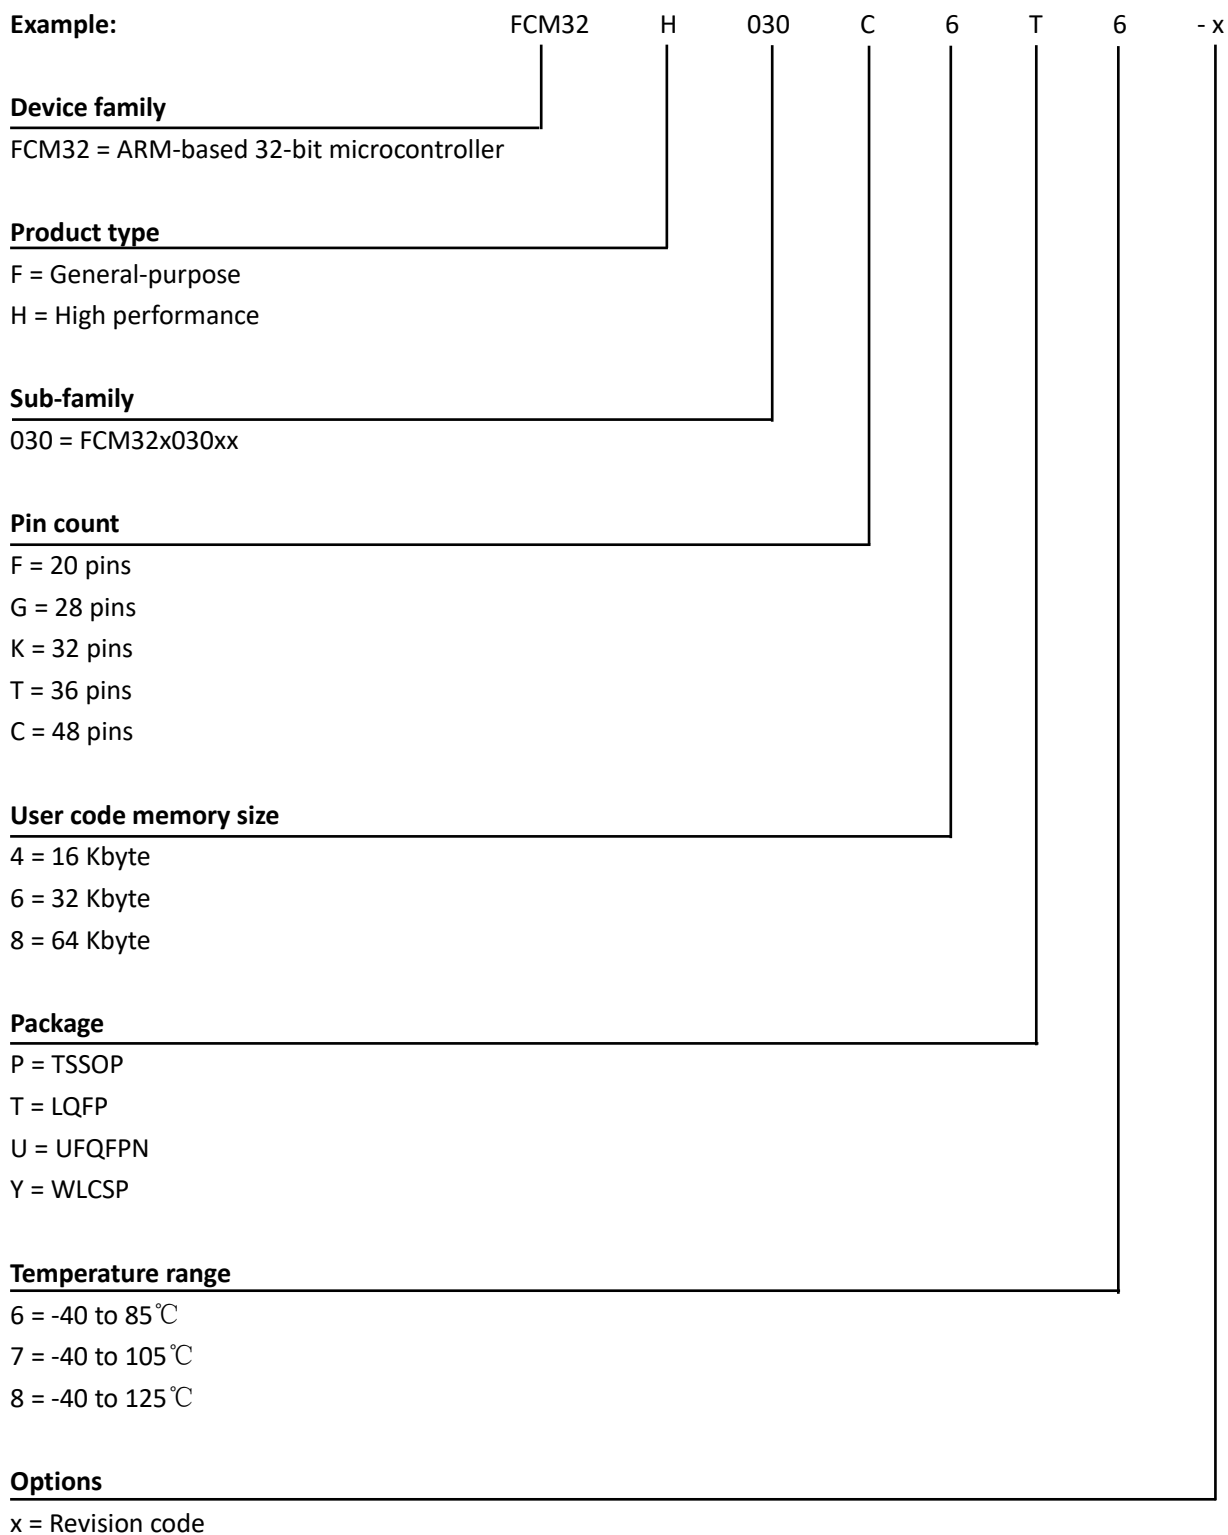 Example: FCM32 H 030 C 6 T 6 - x
Device family
FCM32 = ARM-based 32-bit microcontroller
Product type
F = General-purpose
H = High performance
Sub-family
030 = FCM32x030xx
Pin count
F = 20 pins
G = 28 pins
K = 32 pins
T = 36 pins
C = 48 pins
User code memory size
4 = 16 Kbyte
6 = 32 Kbyte
8 = 64 Kbyte
Package
P = TSSOP
T = LQFP
U = UFQFPN
Y = WLCSP
Temperature range
6 = -40 to 85℃
7 = -40 to 105℃
8 = -40 to 125℃
Options
x = Revision code